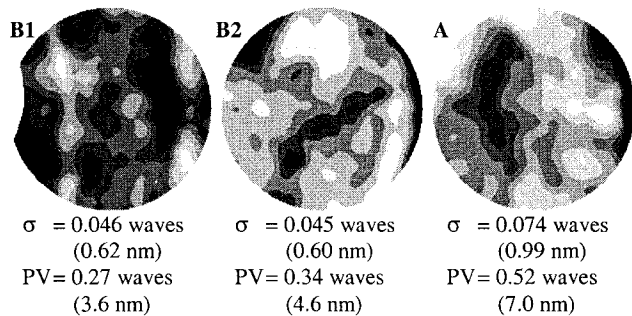 B1 B2 A
σ = 0.046 waves σ = 0.045 waves σ = 0.074 waves
(0.62 nm) (0.60 nm) (0.99 nm)
PV = 0.27 waves PV = 0.34 waves PV = 0.52 waves
(3.6 nm) (4.6 nm) (7.0 nm)